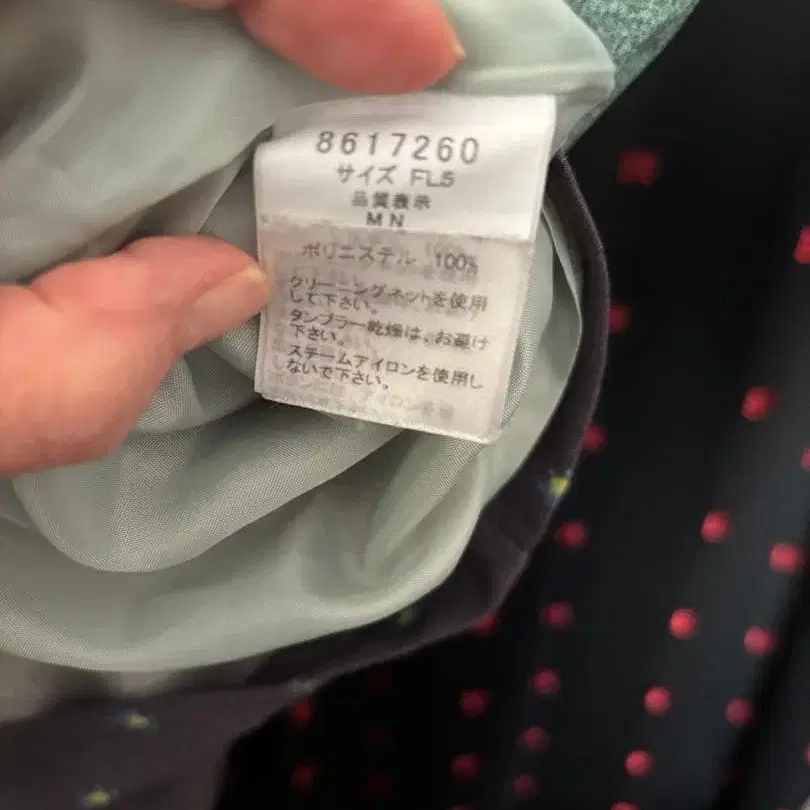 8617260
サイズ FL5
品質表示
MN
ポリエステル 100%
クリーニングネットを使用
して下さい。
タンブラー乾燥は、お避け
下さい。
スチームアイロンを使用し
ないで下さい。